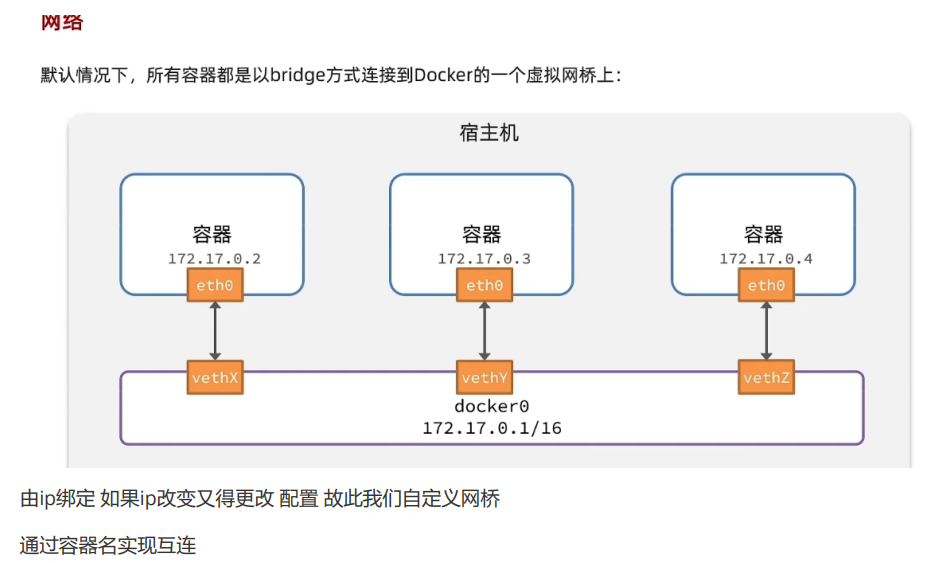 网络
默认情况下，所有容器都是以bridge方式连接到Docker的一个虚拟网桥上：
宿主机
容器 容器 容器
172.17.0.2 172.17.0.3 172.17.0.4
eth0 eth0 eth0
vethX vethY vethZ
docker0
172.17.0.1/16
由ip绑定 如果ip改变又得更改 配置 故此我们自定义网桥
通过容器名实现互连